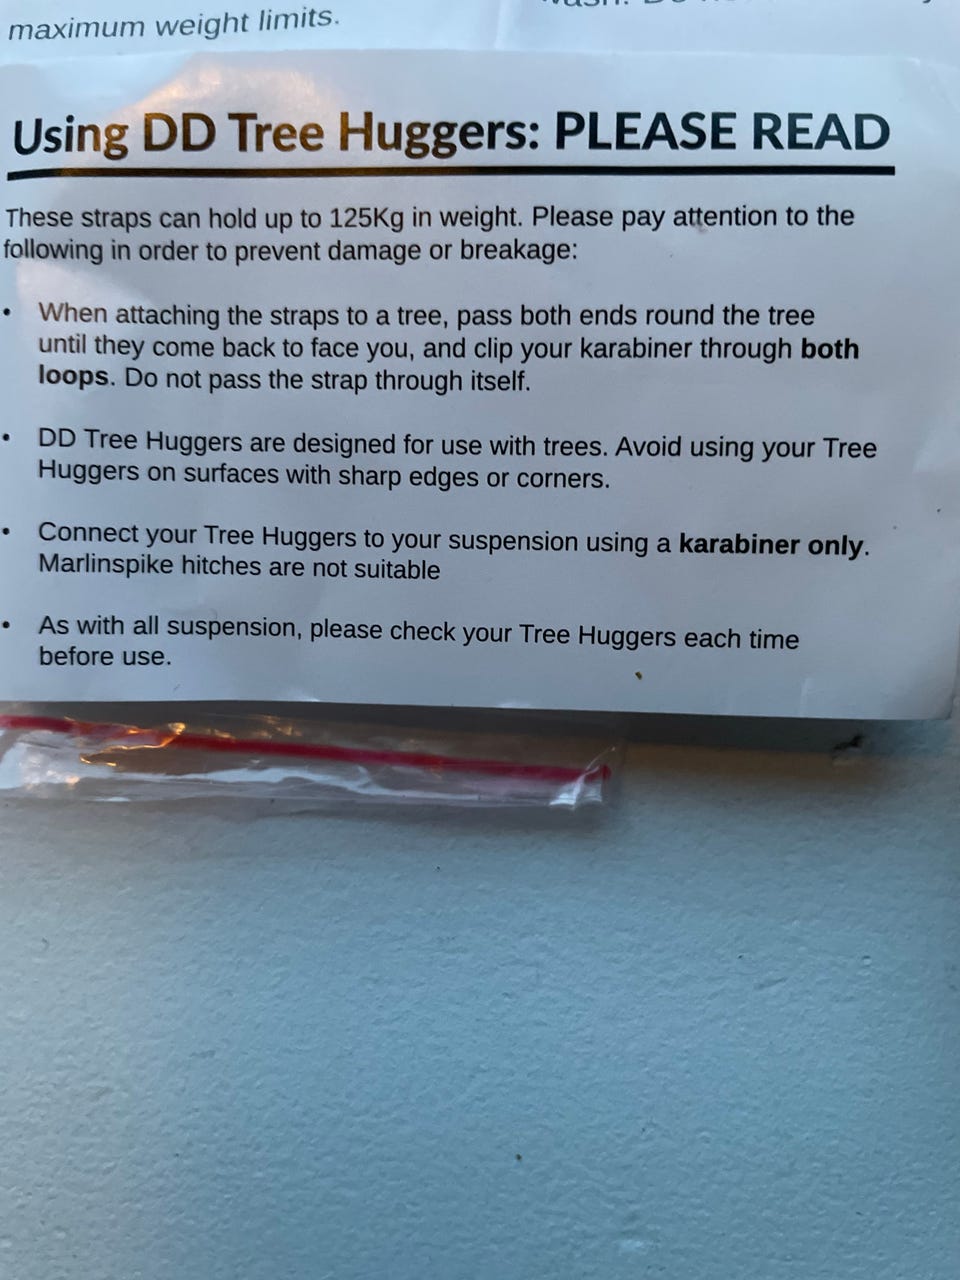 maximum weight limits.
Using DD Tree Huggers: PLEASE READ
These straps can hold up to 125Kg in weight. Please pay attention to the
following in order to prevent damage or breakage:
• When attaching the straps to a tree, pass both ends round the tree
until they come back to face you, and clip your karabiner through both
loops. Do not pass the strap through itself.
• DD Tree Huggers are designed for use with trees. Avoid using your Tree
Huggers on surfaces with sharp edges or corners.
• Connect your Tree Huggers to your suspension using a karabiner only.
Marlinspike hitches are not suitable
• As with all suspension, please check your Tree Huggers each time
before use.